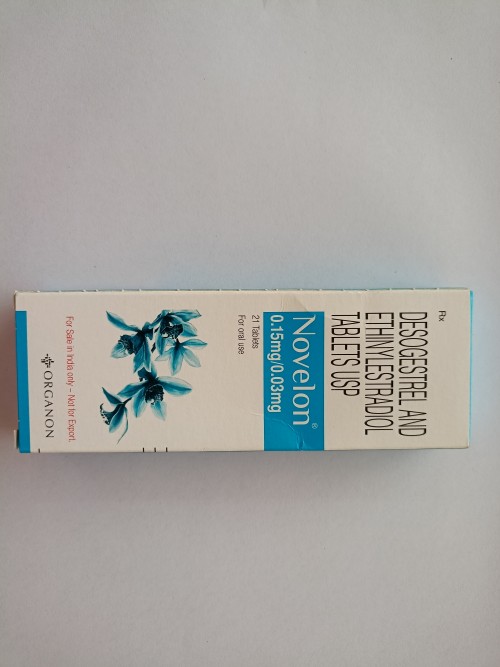 Rx
DESOGESTREL AND
ETHINYLESTRADIOL
TABLETS USP
Novelon®
0.15mg/0.03mg
21 Tablets
For oral use
For Sale in India only – Not for Export.
ORGANON